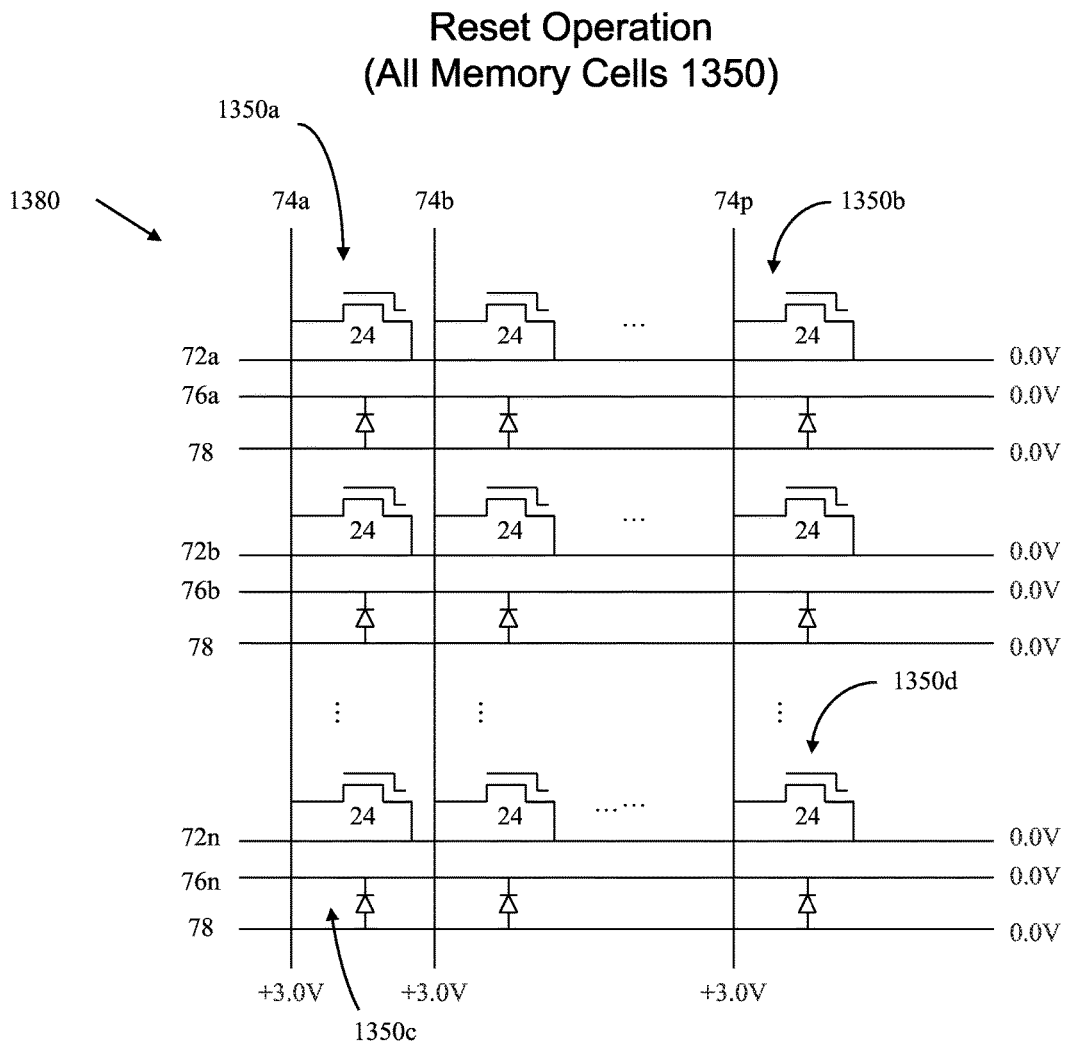 Reset Operation
(All Memory Cells 1350)
1350a
1380
74a 74b 74p 1350b
24 24 ... 24
72a 0.0V
76a 0.0V
78 0.0V
24 24 ... 24
72b 0.0V
76b 0.0V
78 0.0V
1350d
⋮ ⋮ ⋮
24 24 ... ... 24
72n 0.0V
76n 0.0V
78 0.0V
+3.0V +3.0V +3.0V
1350c